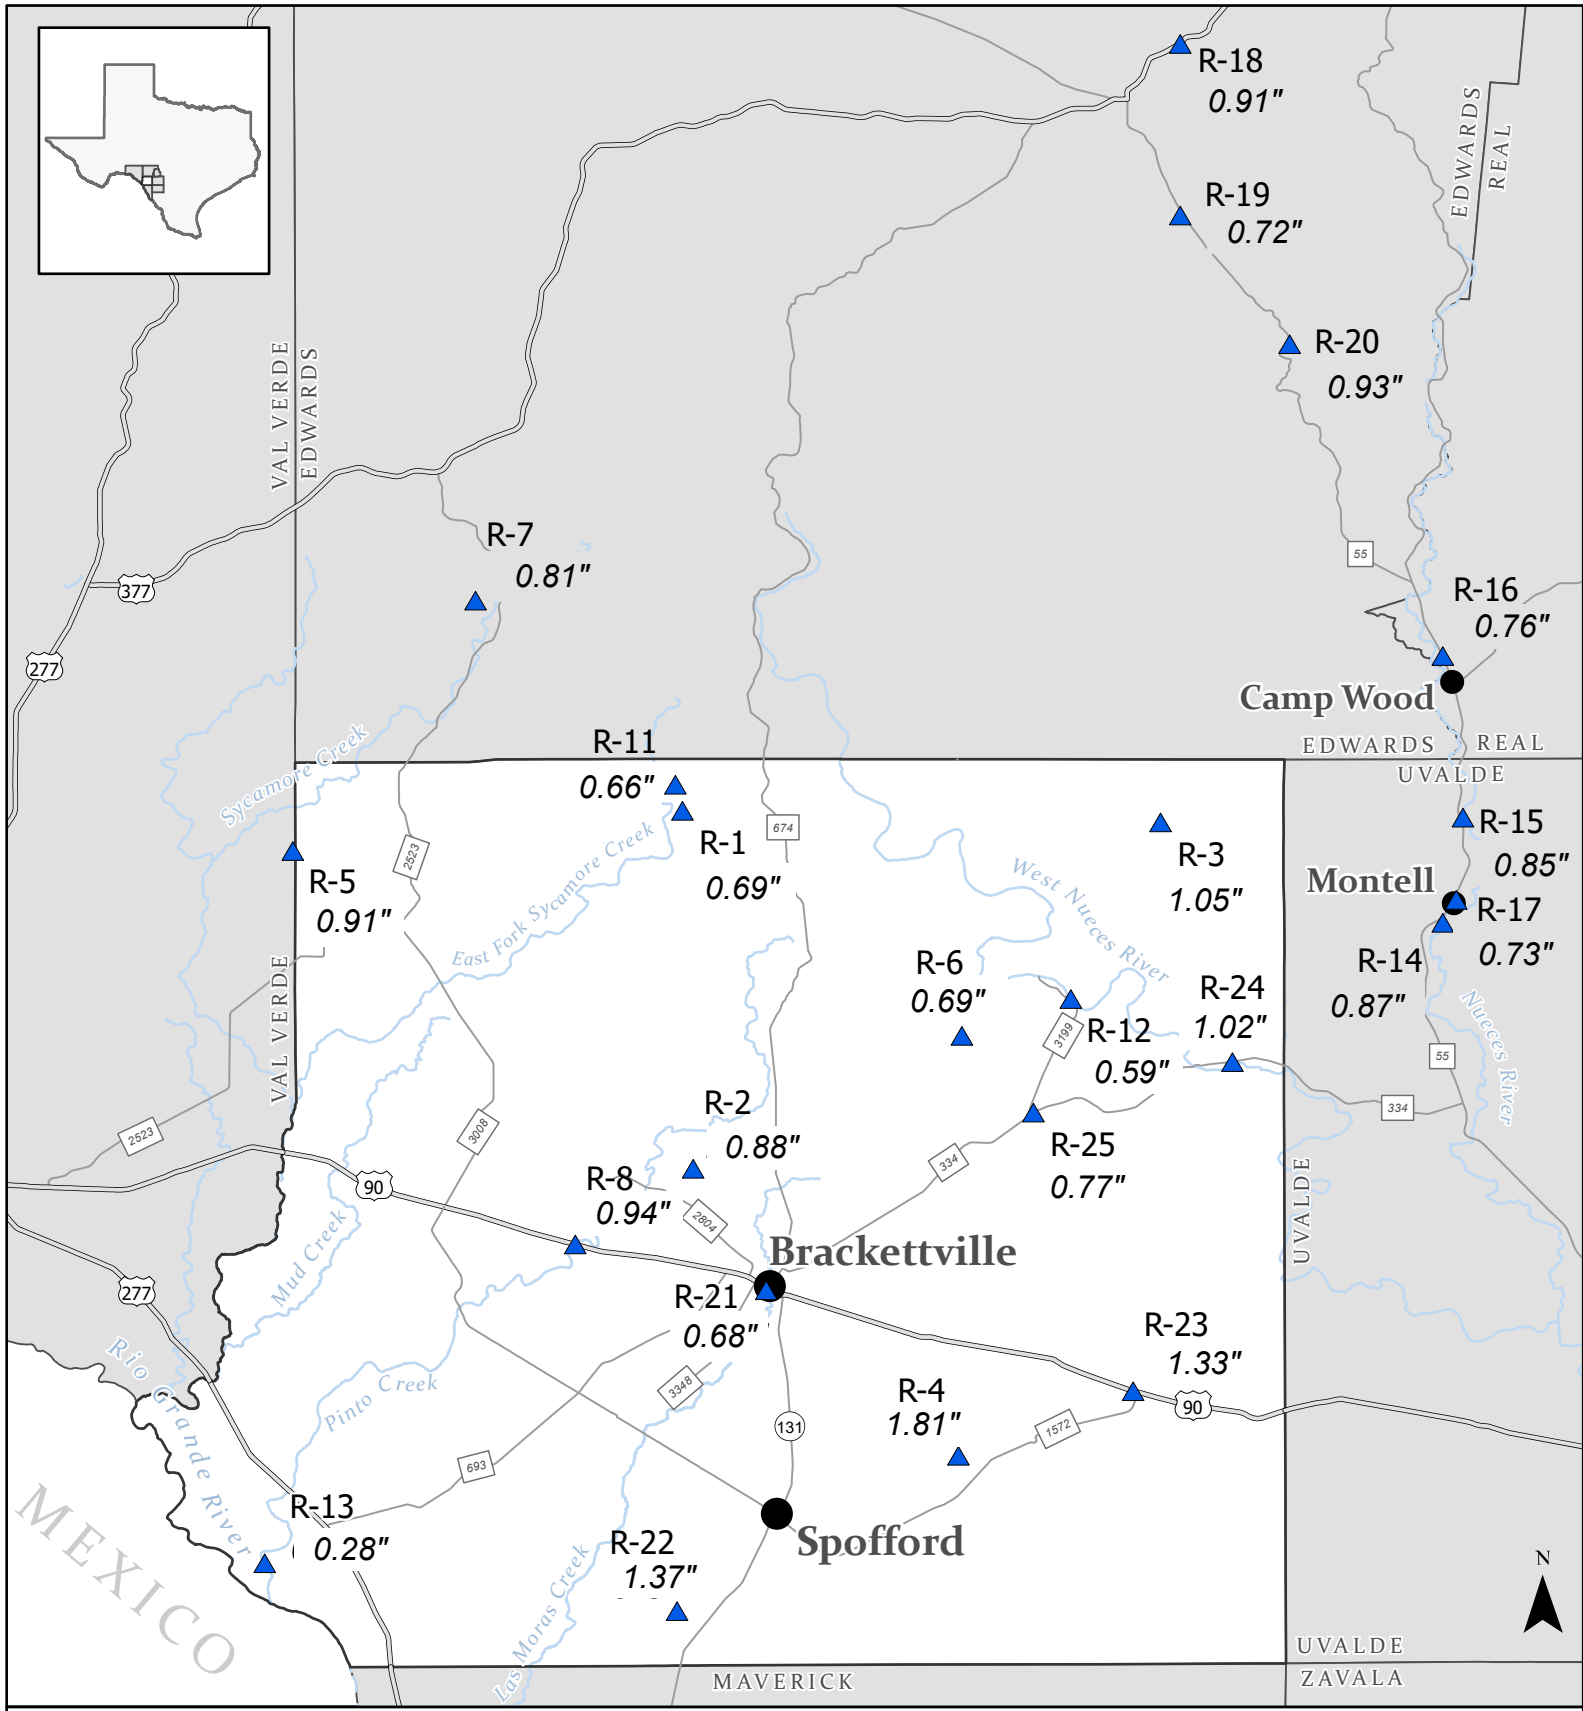 R-18
0.91"
EDWARDS
REAL
R-19
0.72"
R-20
0.93"
VAL VERDE
EDWARDS
R-7
0.81"
55
377
R-16
0.76"
277
Camp Wood
Sycamore Creek
R-11
0.66"
EDWARDS
REAL
UVALDE
R-1
0.69"
674
2523
East Fork Sycamore Creek
R-3
1.05"
R-15
0.85"
R-5
0.91"
West Nueces River
Montell
R-17
0.73"
R-14
0.87"
R-6
0.69"
R-24
1.02"
VAL VERDE
R-12
0.59"
3199
Nueces River
55
334
R-2
0.88"
2523
3008
R-25
0.77"
334
R-8
0.94"
90
2804
UVALDE
Mud Creek
Brackettville
277
R-21
0.68"
R-23
1.33"
Rio Grande River
Pinto Creek
3348
R-4
1.81"
90
131
1572
693
MEXICO
R-13
0.28"
Spofford
R-22
1.37"
Las Moras Creek
N
UVALDE
ZAVALA
MAVERICK